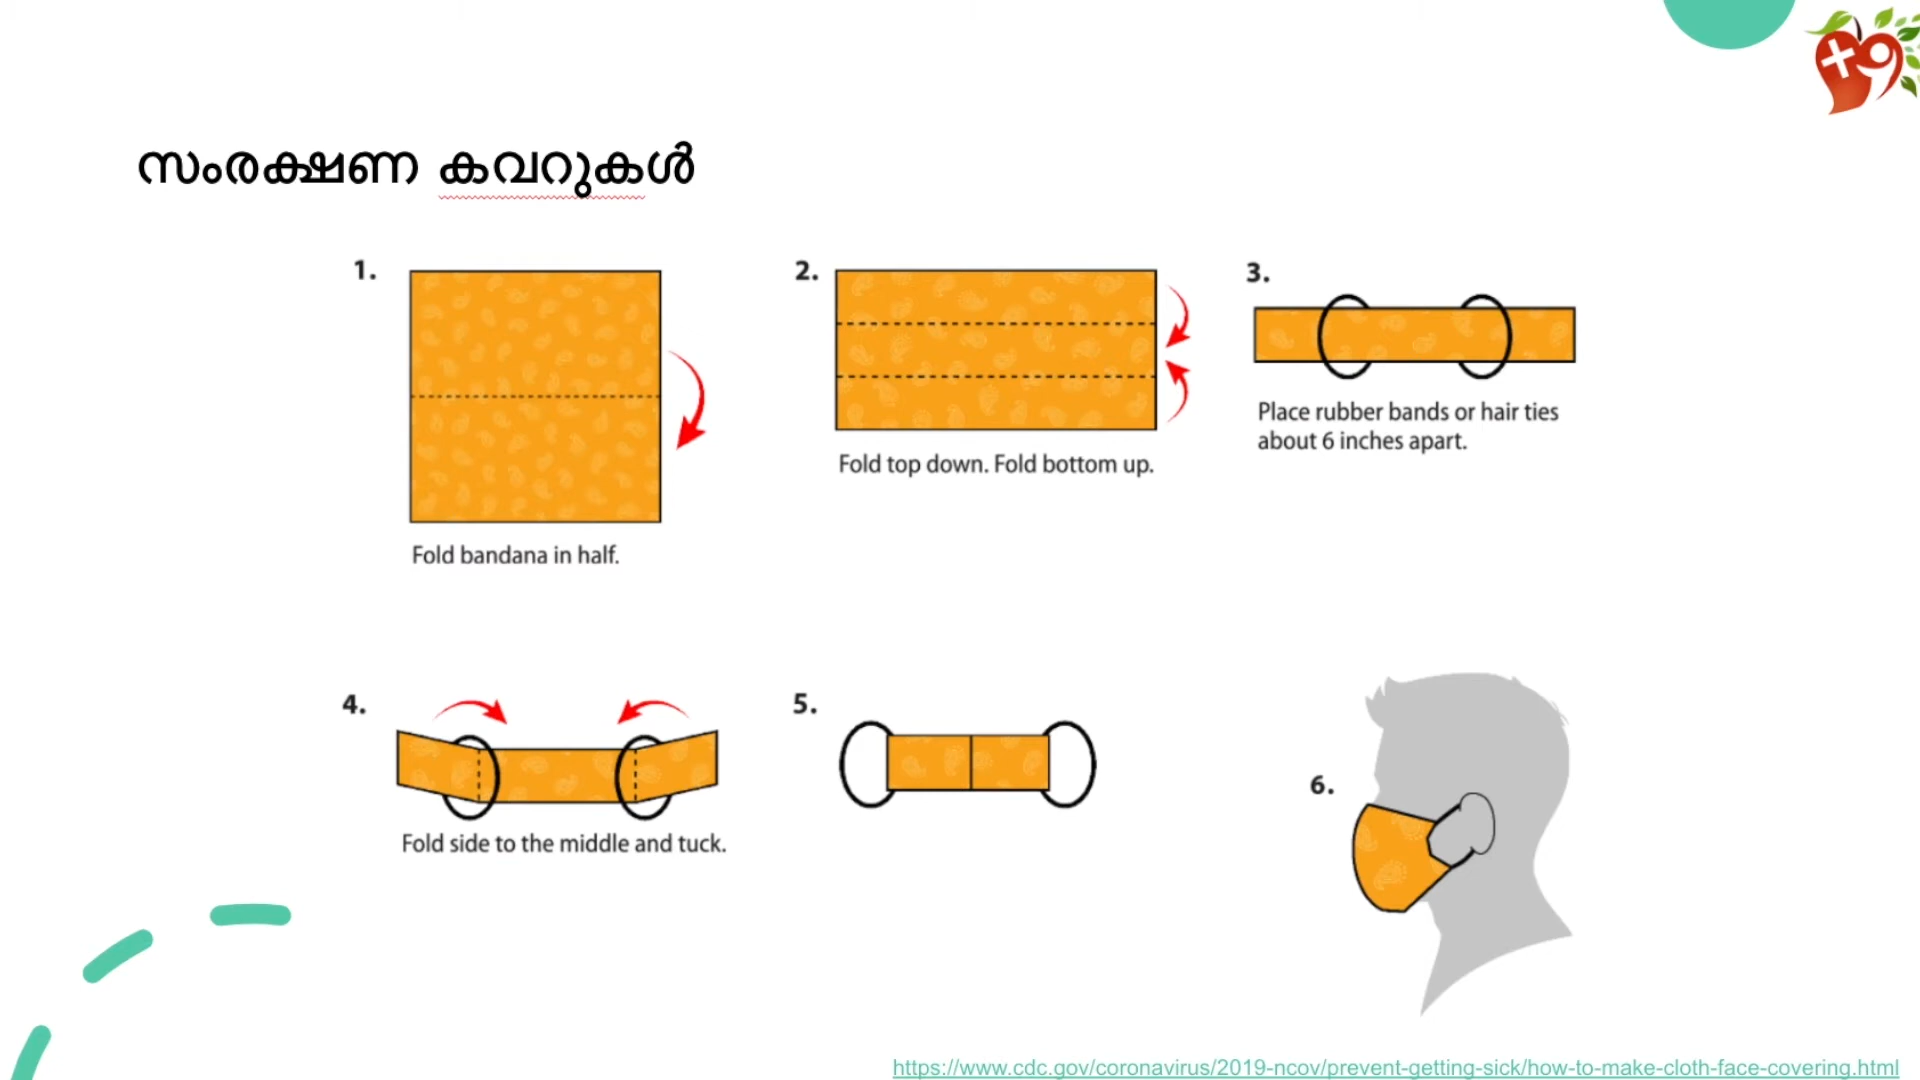 സംരക്ഷണ കവറുകൾ
1.
Fold bandana in half.
2.
Fold top down. Fold bottom up.
3.
Place rubber bands or hair ties
about 6 inches apart.
4.
Fold side to the middle and tuck.
5.
6.
https://www.cdc.gov/coronavirus/2019-ncov/prevent-getting-sick/how-to-make-cloth-face-covering.html